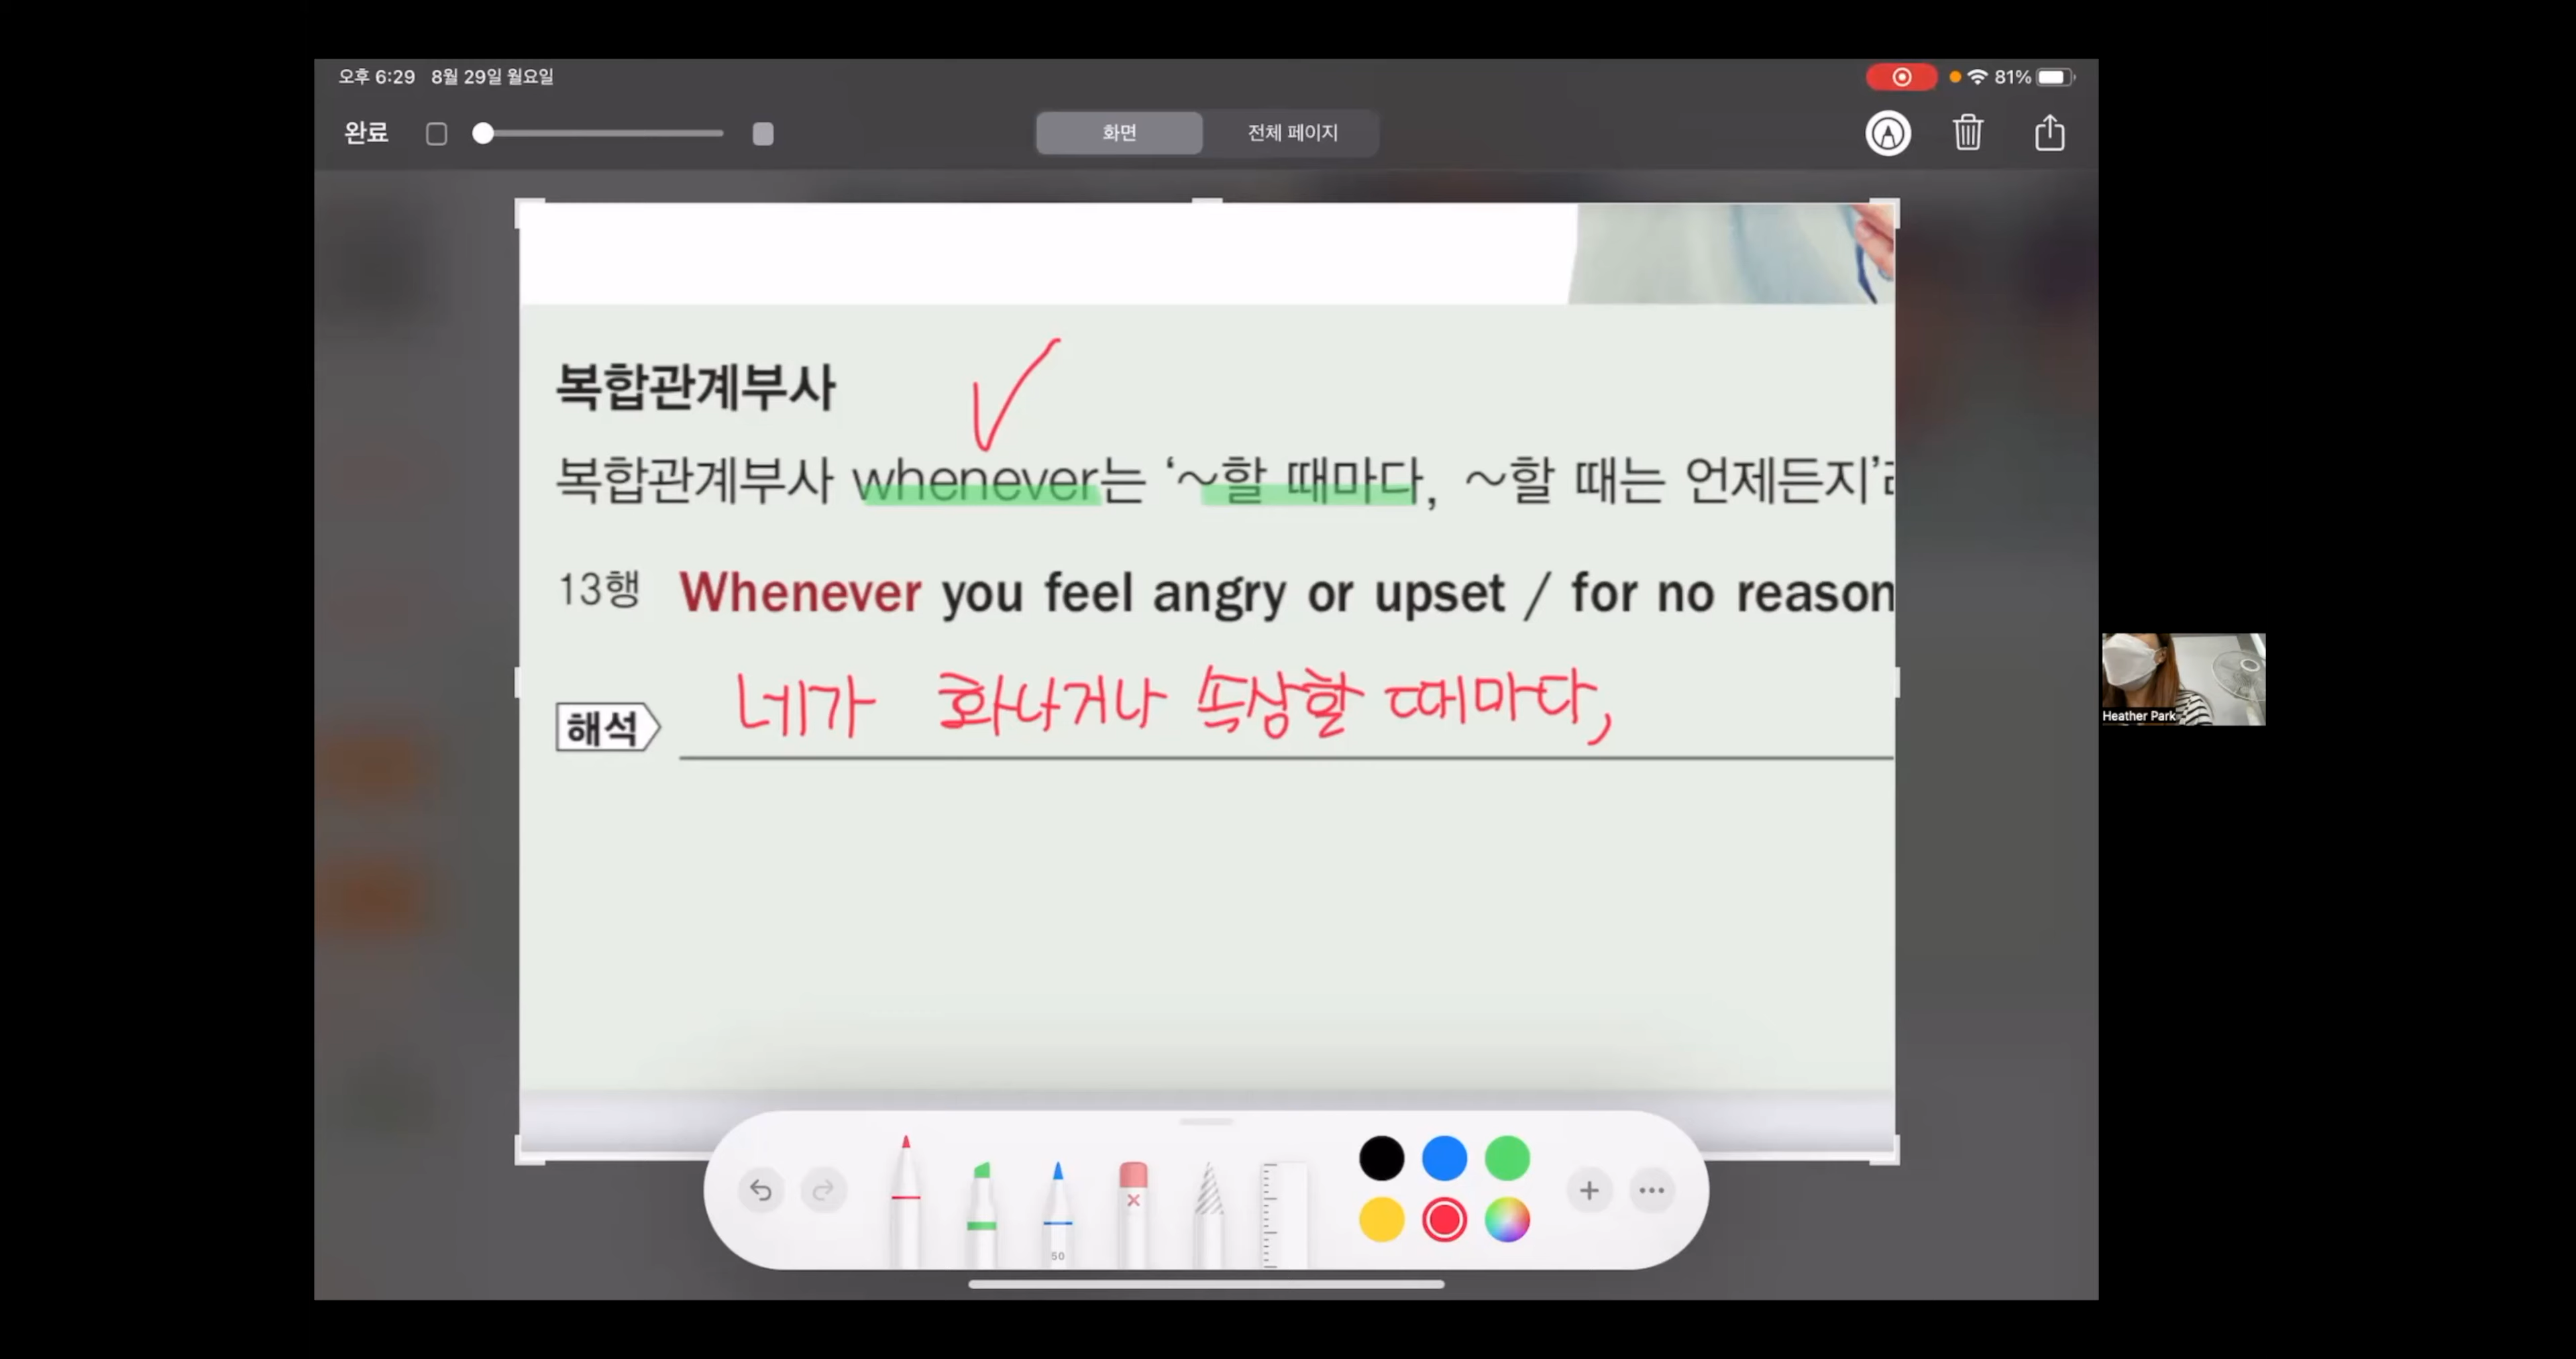 오후 6:29 8월 29일 월요일
81%
완료
화면
전체 페이지
복합관계부사
복합관계부사 whenever는 ‘~할 때마다, ~할 때는 언제든지’
13행 Whenever you feel angry or upset / for no reason
해석 네가 화나거나 속상할 때마다,
Heather Park
50